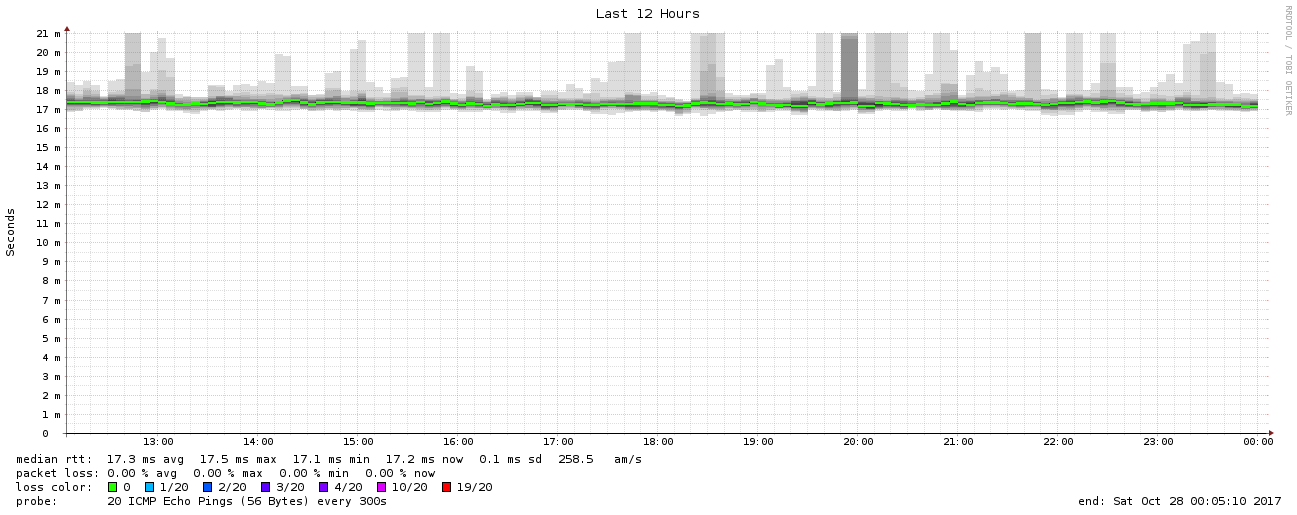 Last 12 Hours
RRDTOOL / TOBI OETIKER
Seconds
21 m
20 m
19 m
18 m
17 m
16 m
15 m
14 m
13 m
12 m
11 m
10 m
9 m
8 m
7 m
6 m
5 m
4 m
3 m
2 m
1 m
0
13:00 14:00 15:00 16:00 17:00 18:00 19:00 20:00 21:00 22:00 23:00 00:00
median rtt: 17.3 ms avg 17.5 ms max 17.1 ms min 17.2 ms now 0.1 ms sd 258.5 am/s
packet loss: 0.00 % avg 0.00 % max 0.00 % min 0.00 % now
loss color: 0 1/20 2/20 3/20 4/20 10/20 19/20
probe: 20 ICMP Echo Pings (56 Bytes) every 300s end: Sat Oct 28 00:05:10 2017